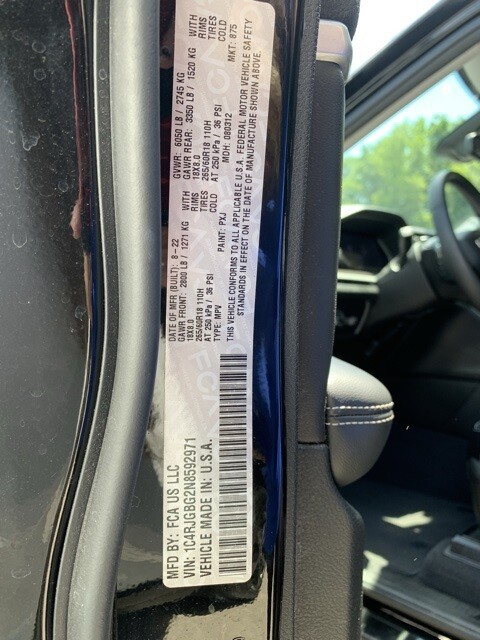 MFD BY: FCA US LLC
VIN: 1C4RJGBG2N8592971
VEHICLE MADE IN: U.S.A.
DATE OF MFR (BUILT): 8-22
GVWR: 6050 LB / 2745 KG
GAWR FRONT: 2800 LB / 1271 KG WITH
GAWR REAR: 3350 LB / 1520 KG WITH
18X8.0 RIMS
18X8.0 RIMS
265/60R18 110H TIRES
265/60R18 110H TIRES
AT 250 kPa / 36 PSI COLD
AT 250 kPa / 36 PSI COLD
TYPE: MPV PAINT: PXJ MDH: 080312 MKT: 875
THIS VEHICLE CONFORMS TO ALL APPLICABLE U.S.A. FEDERAL MOTOR VEHICLE SAFETY
STANDARDS IN EFFECT ON THE DATE OF MANUFACTURE SHOWN ABOVE.